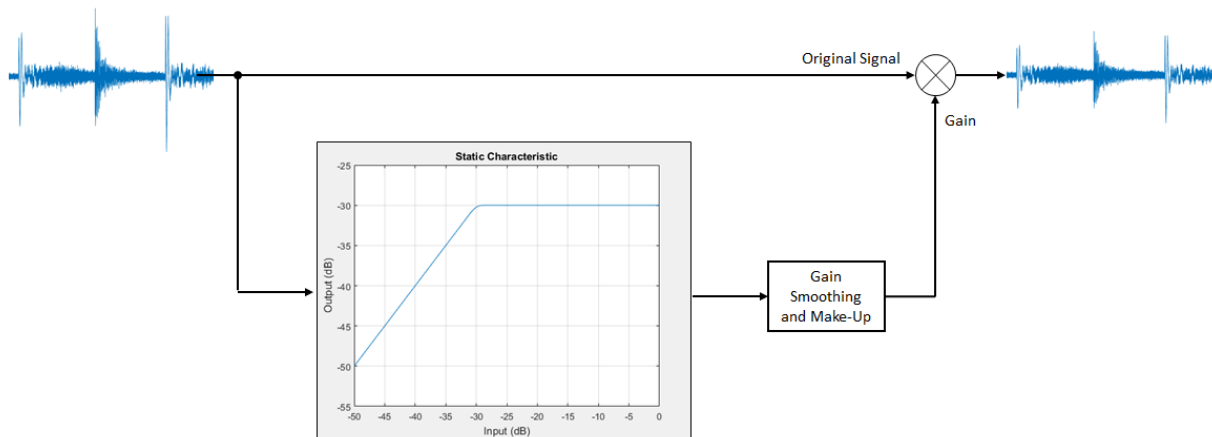 Original Signal
Gain
Static Characteristic
-25
-30
-35
-40
-45
-50
-55
Output (dB)
-50 -45 -40 -35 -30 -25 -20 -15 -10 -5 0
Input (dB)
Gain
Smoothing
and Make-Up